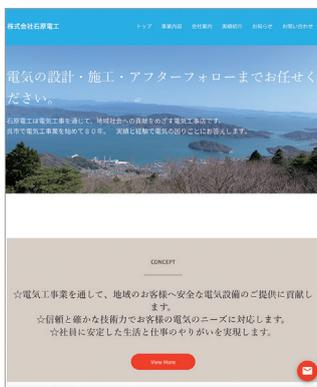 株式会社石原電工
トップ 事業内容 会社案内 実績紹介 お知らせ お問い合わせ
電気の設計・施工・アフターフォローまでお任せく
ださい。
石原電工は電気工事を通じて、地域社会への貢献をめざす電気工事店です。
呉市で電気工事業を始めて８０年。 実績と経験で電気の困りごとにお答えします。
CONCEPT
☆電気工事業を通して、地域のお客様へ安全な電気設備のご提供に貢献し
ます。
☆信頼と確かな技術力でお客様の電気のニーズに対応します。
☆社員に安定した生活と仕事のやりがいを実現します。
View More